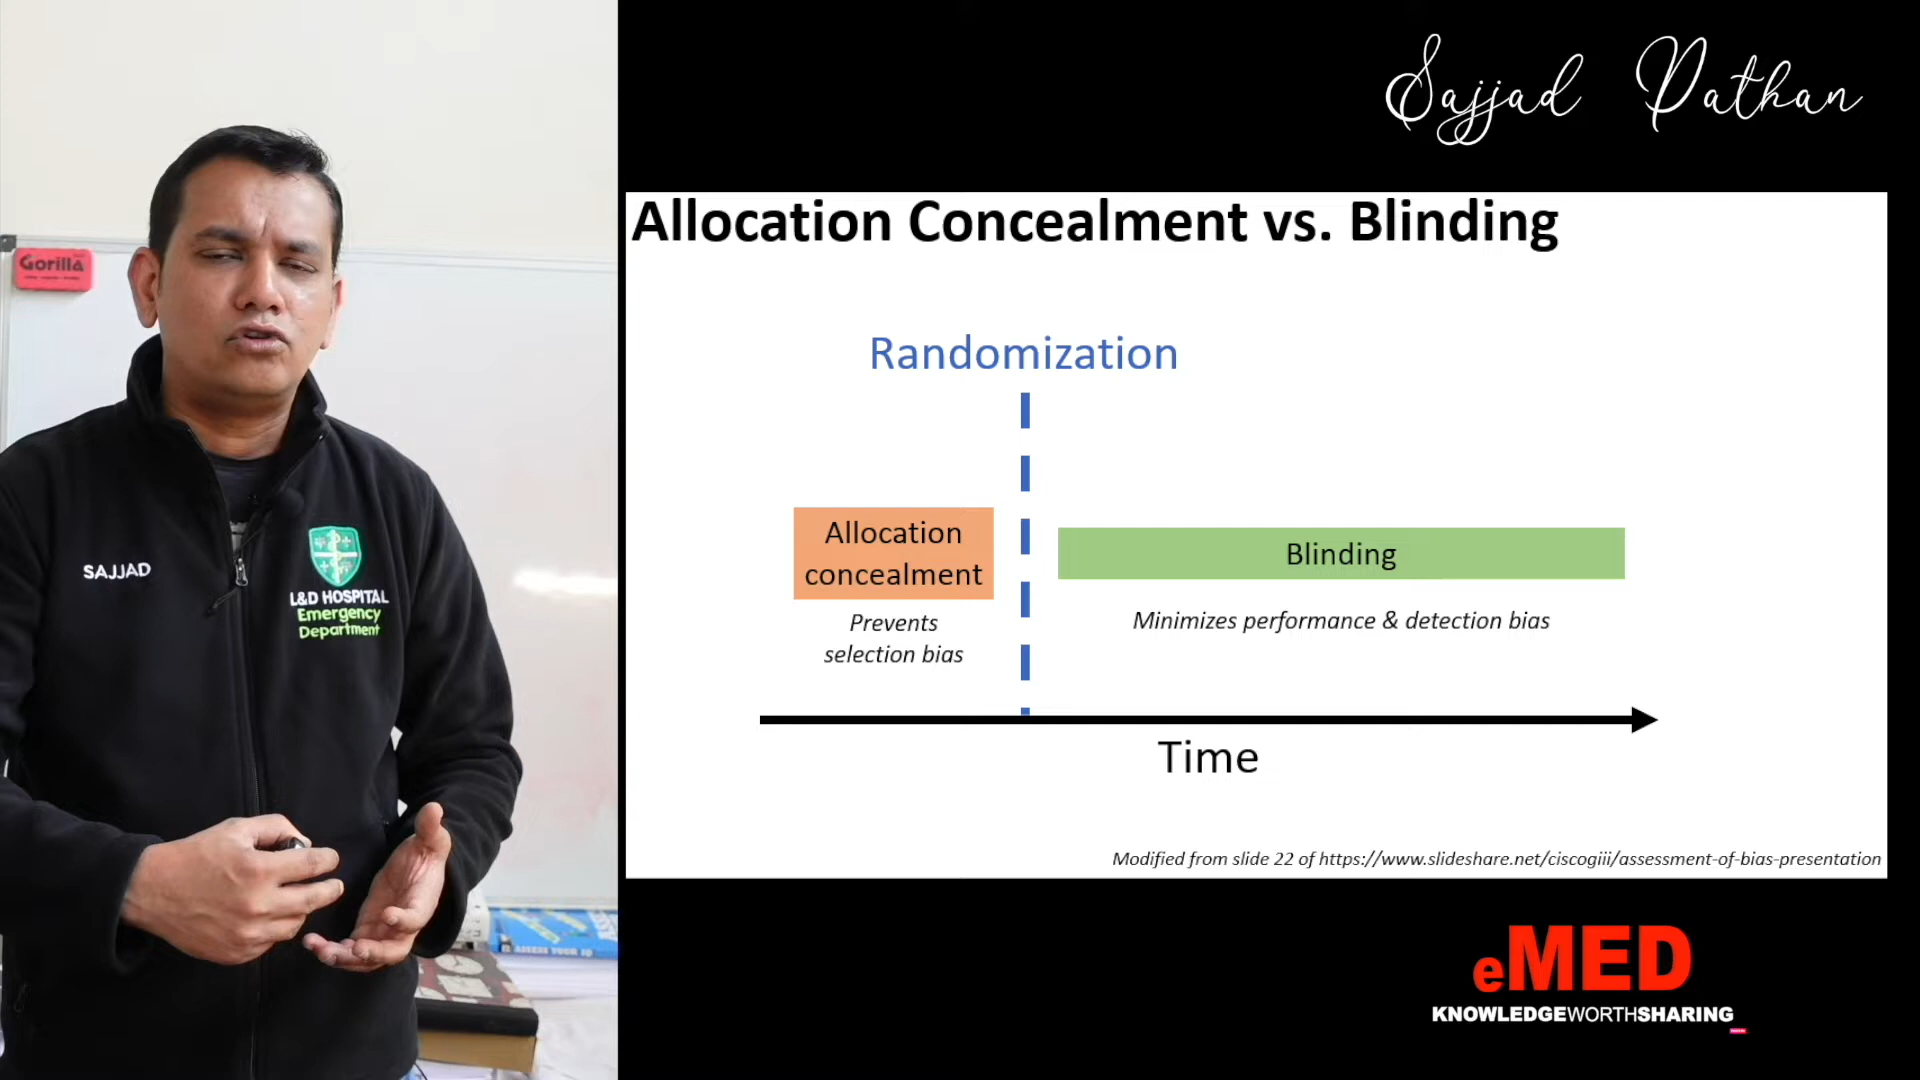 Sajjad Pathan
Gorilla
Allocation Concealment vs. Blinding
Randomization
Allocation
concealment
Prevents
selection bias
Blinding
Minimizes performance & detection bias
Time
Modified from slide 22 of https://www.slideshare.net/ciscogiii/assessment-of-bias-presentation
SAJJAD
L&D HOSPITAL
Emergency
Department
eMED
KNOWLEDGEWORTHSHARING